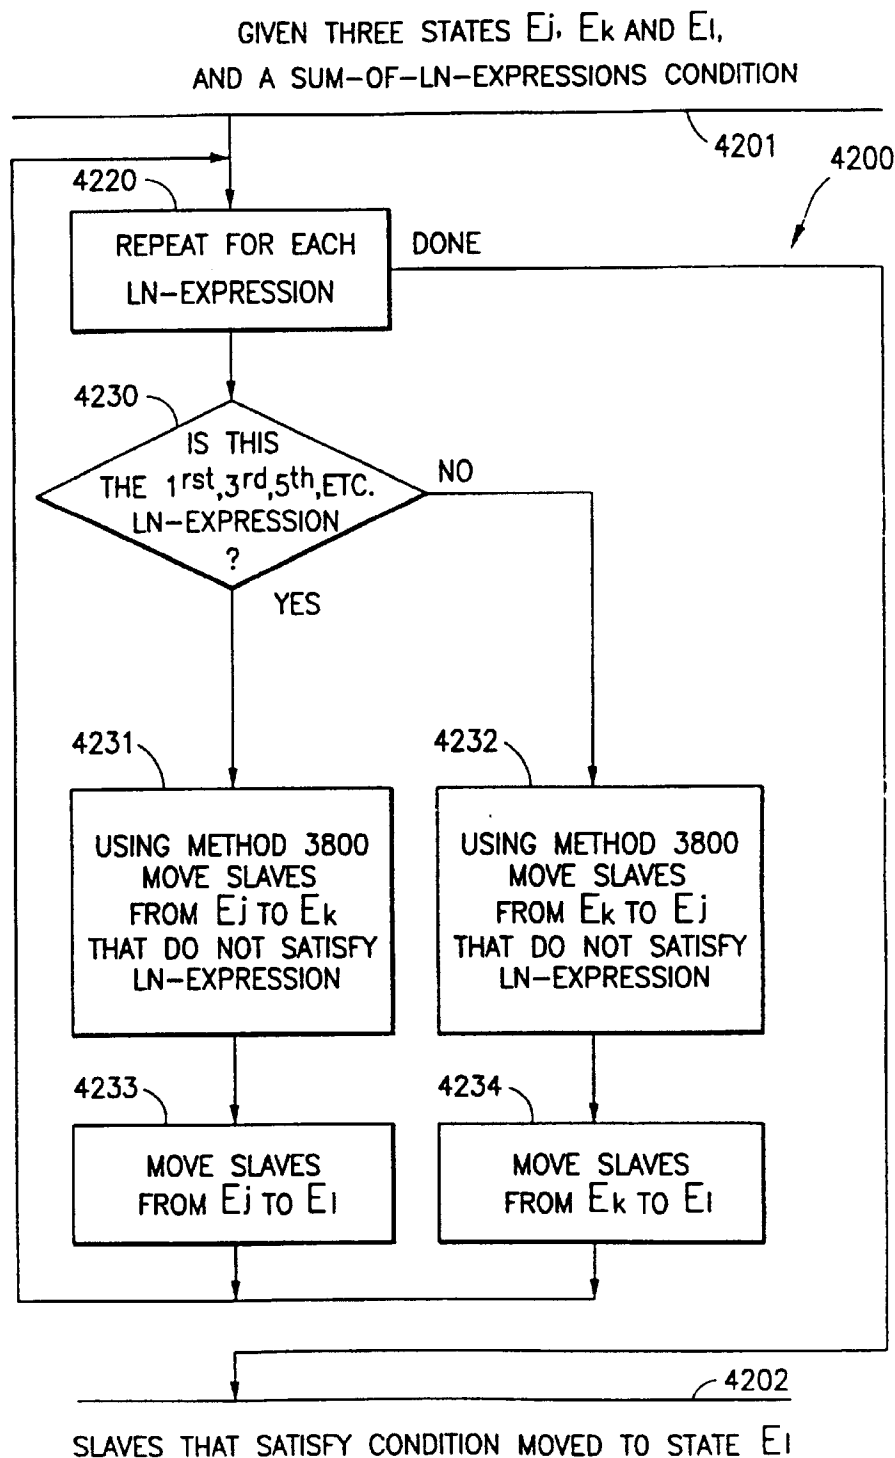 GIVEN THREE STATES Ej, Ek AND El,
AND A SUM-OF-LN-EXPRESSIONS CONDITION
4201
4200
4220
REPEAT FOR EACH
LN-EXPRESSION
DONE
4230
IS THIS
THE 1rst,3rd,5th,ETC.
LN-EXPRESSION
?
NO
YES
4231
USING METHOD 3800
MOVE SLAVES
FROM Ej TO Ek
THAT DO NOT SATISFY
LN-EXPRESSION
4232
USING METHOD 3800
MOVE SLAVES
FROM Ek TO Ej
THAT DO NOT SATISFY
LN-EXPRESSION
4233
MOVE SLAVES
FROM Ej TO El
4234
MOVE SLAVES
FROM Ek TO El
4202
SLAVES THAT SATISFY CONDITION MOVED TO STATE El